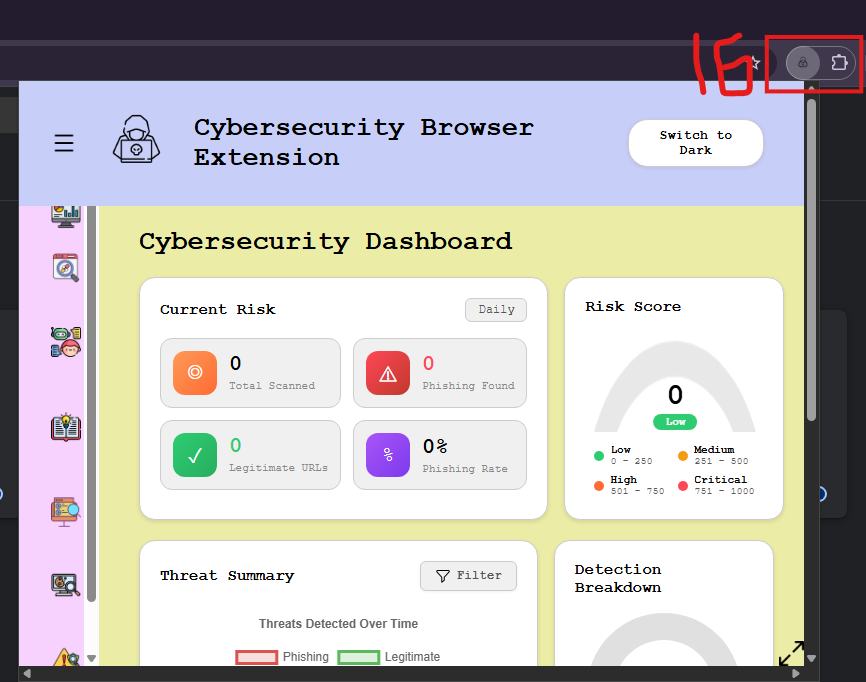 16
Cybersecurity Browser
Extension
Switch to
Dark
Cybersecurity Dashboard
Current Risk
Daily
0
Total Scanned
0
Phishing Found
✓
0
Legitimate URLs
%
0%
Phishing Rate
Risk Score
0
Low
Low
0 - 250
Medium
251 - 500
High
501 - 750
Critical
751 - 1000
Threat Summary
Filter
Threats Detected Over Time
Phishing
Legitimate
Detection
Breakdown